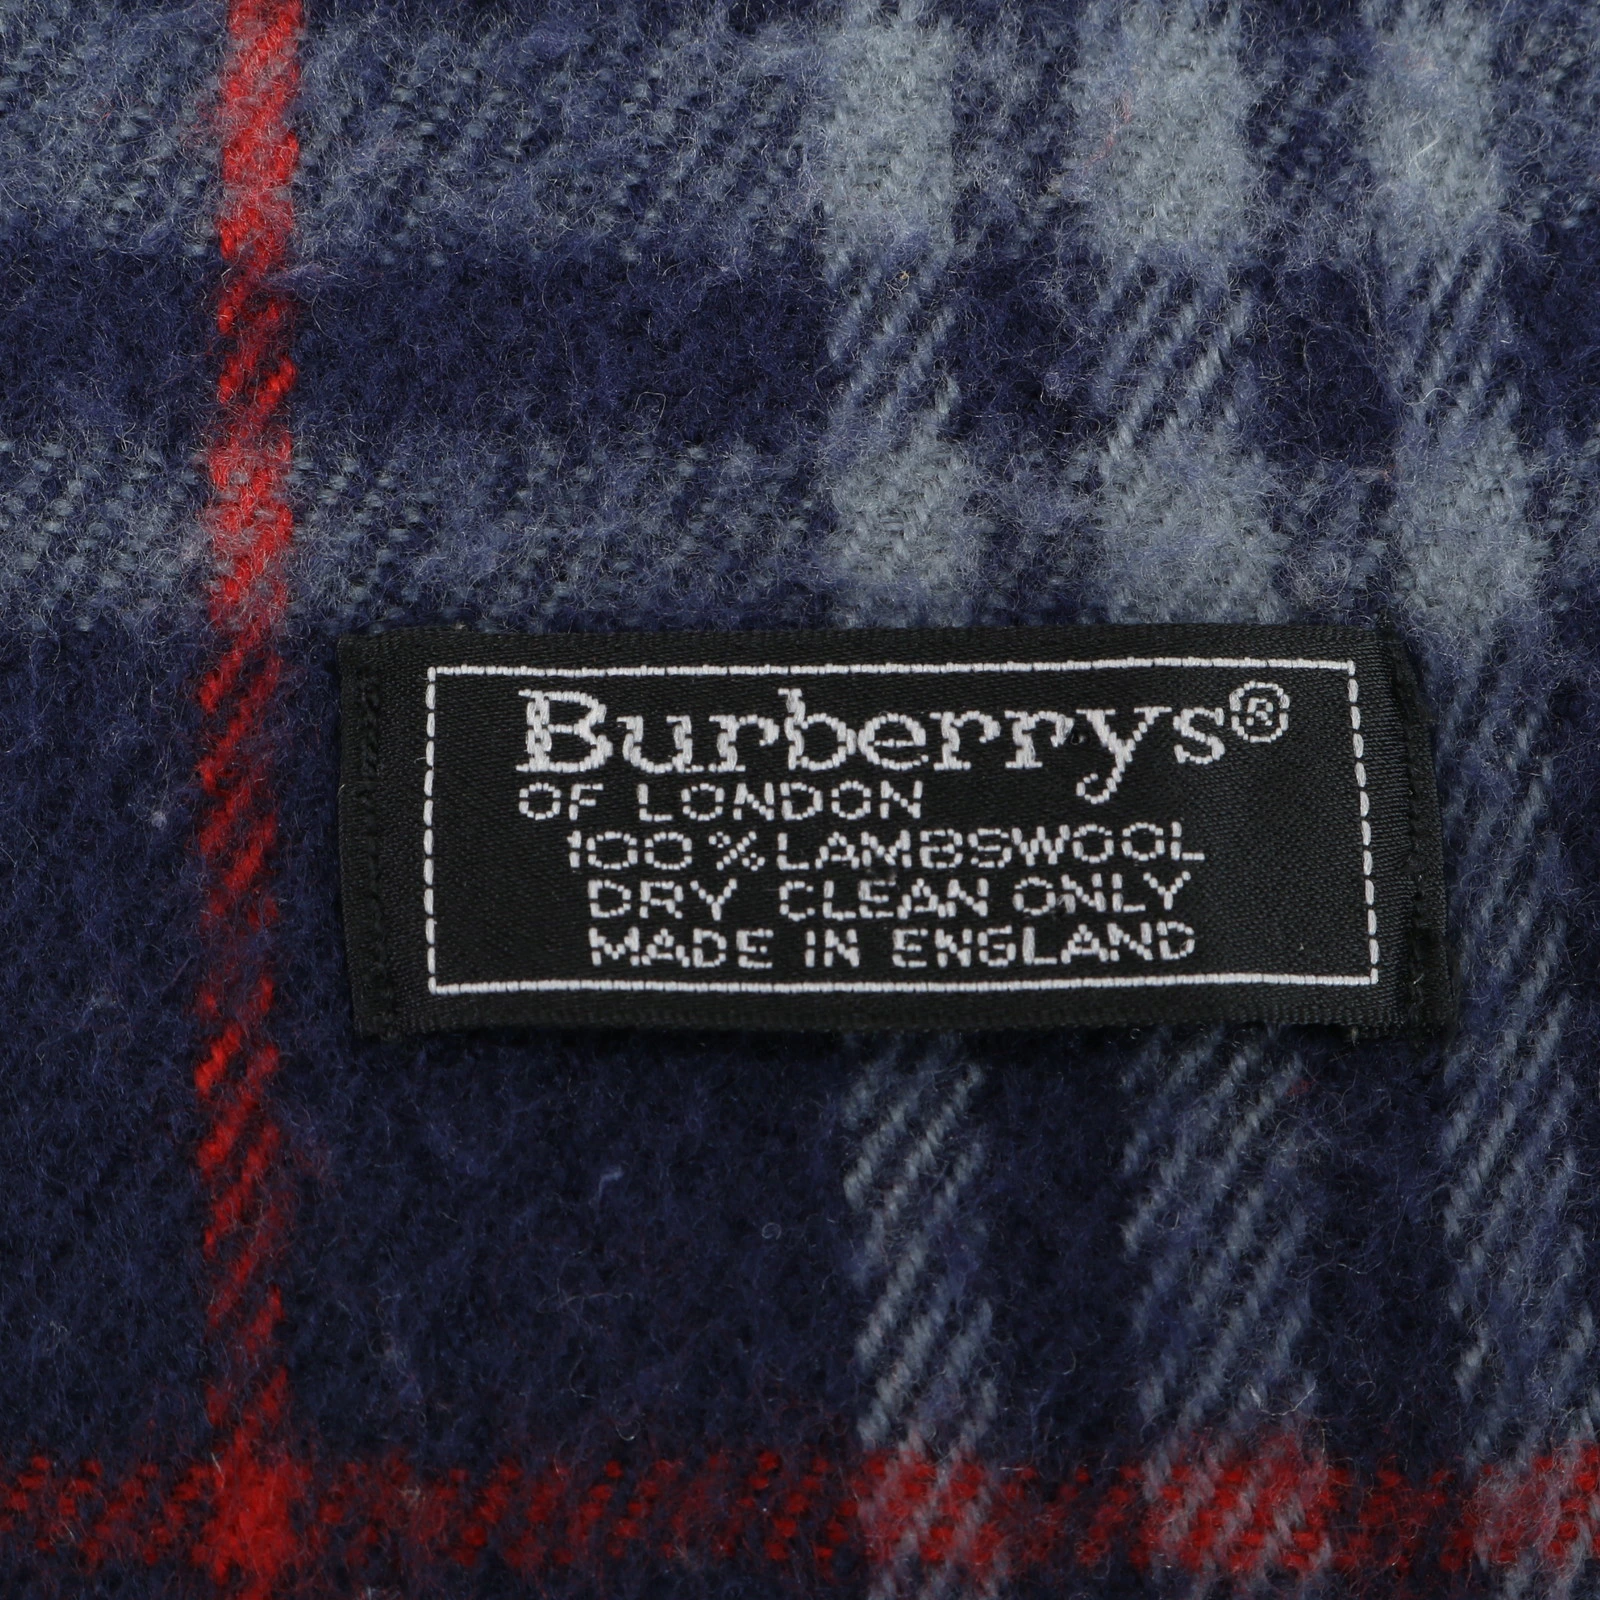 Burberrys®
OF LONDON
100% LAMBSWOOL
DRY CLEAN ONLY
MADE IN ENGLAND